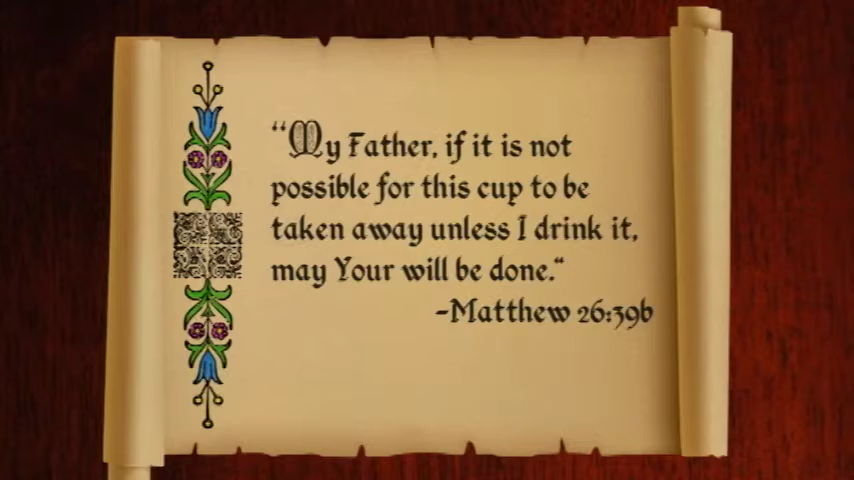 “My Father, if it is not
possible for this cup to be
taken away unless I drink it,
may Your will be done.“
-Matthew 26:39b